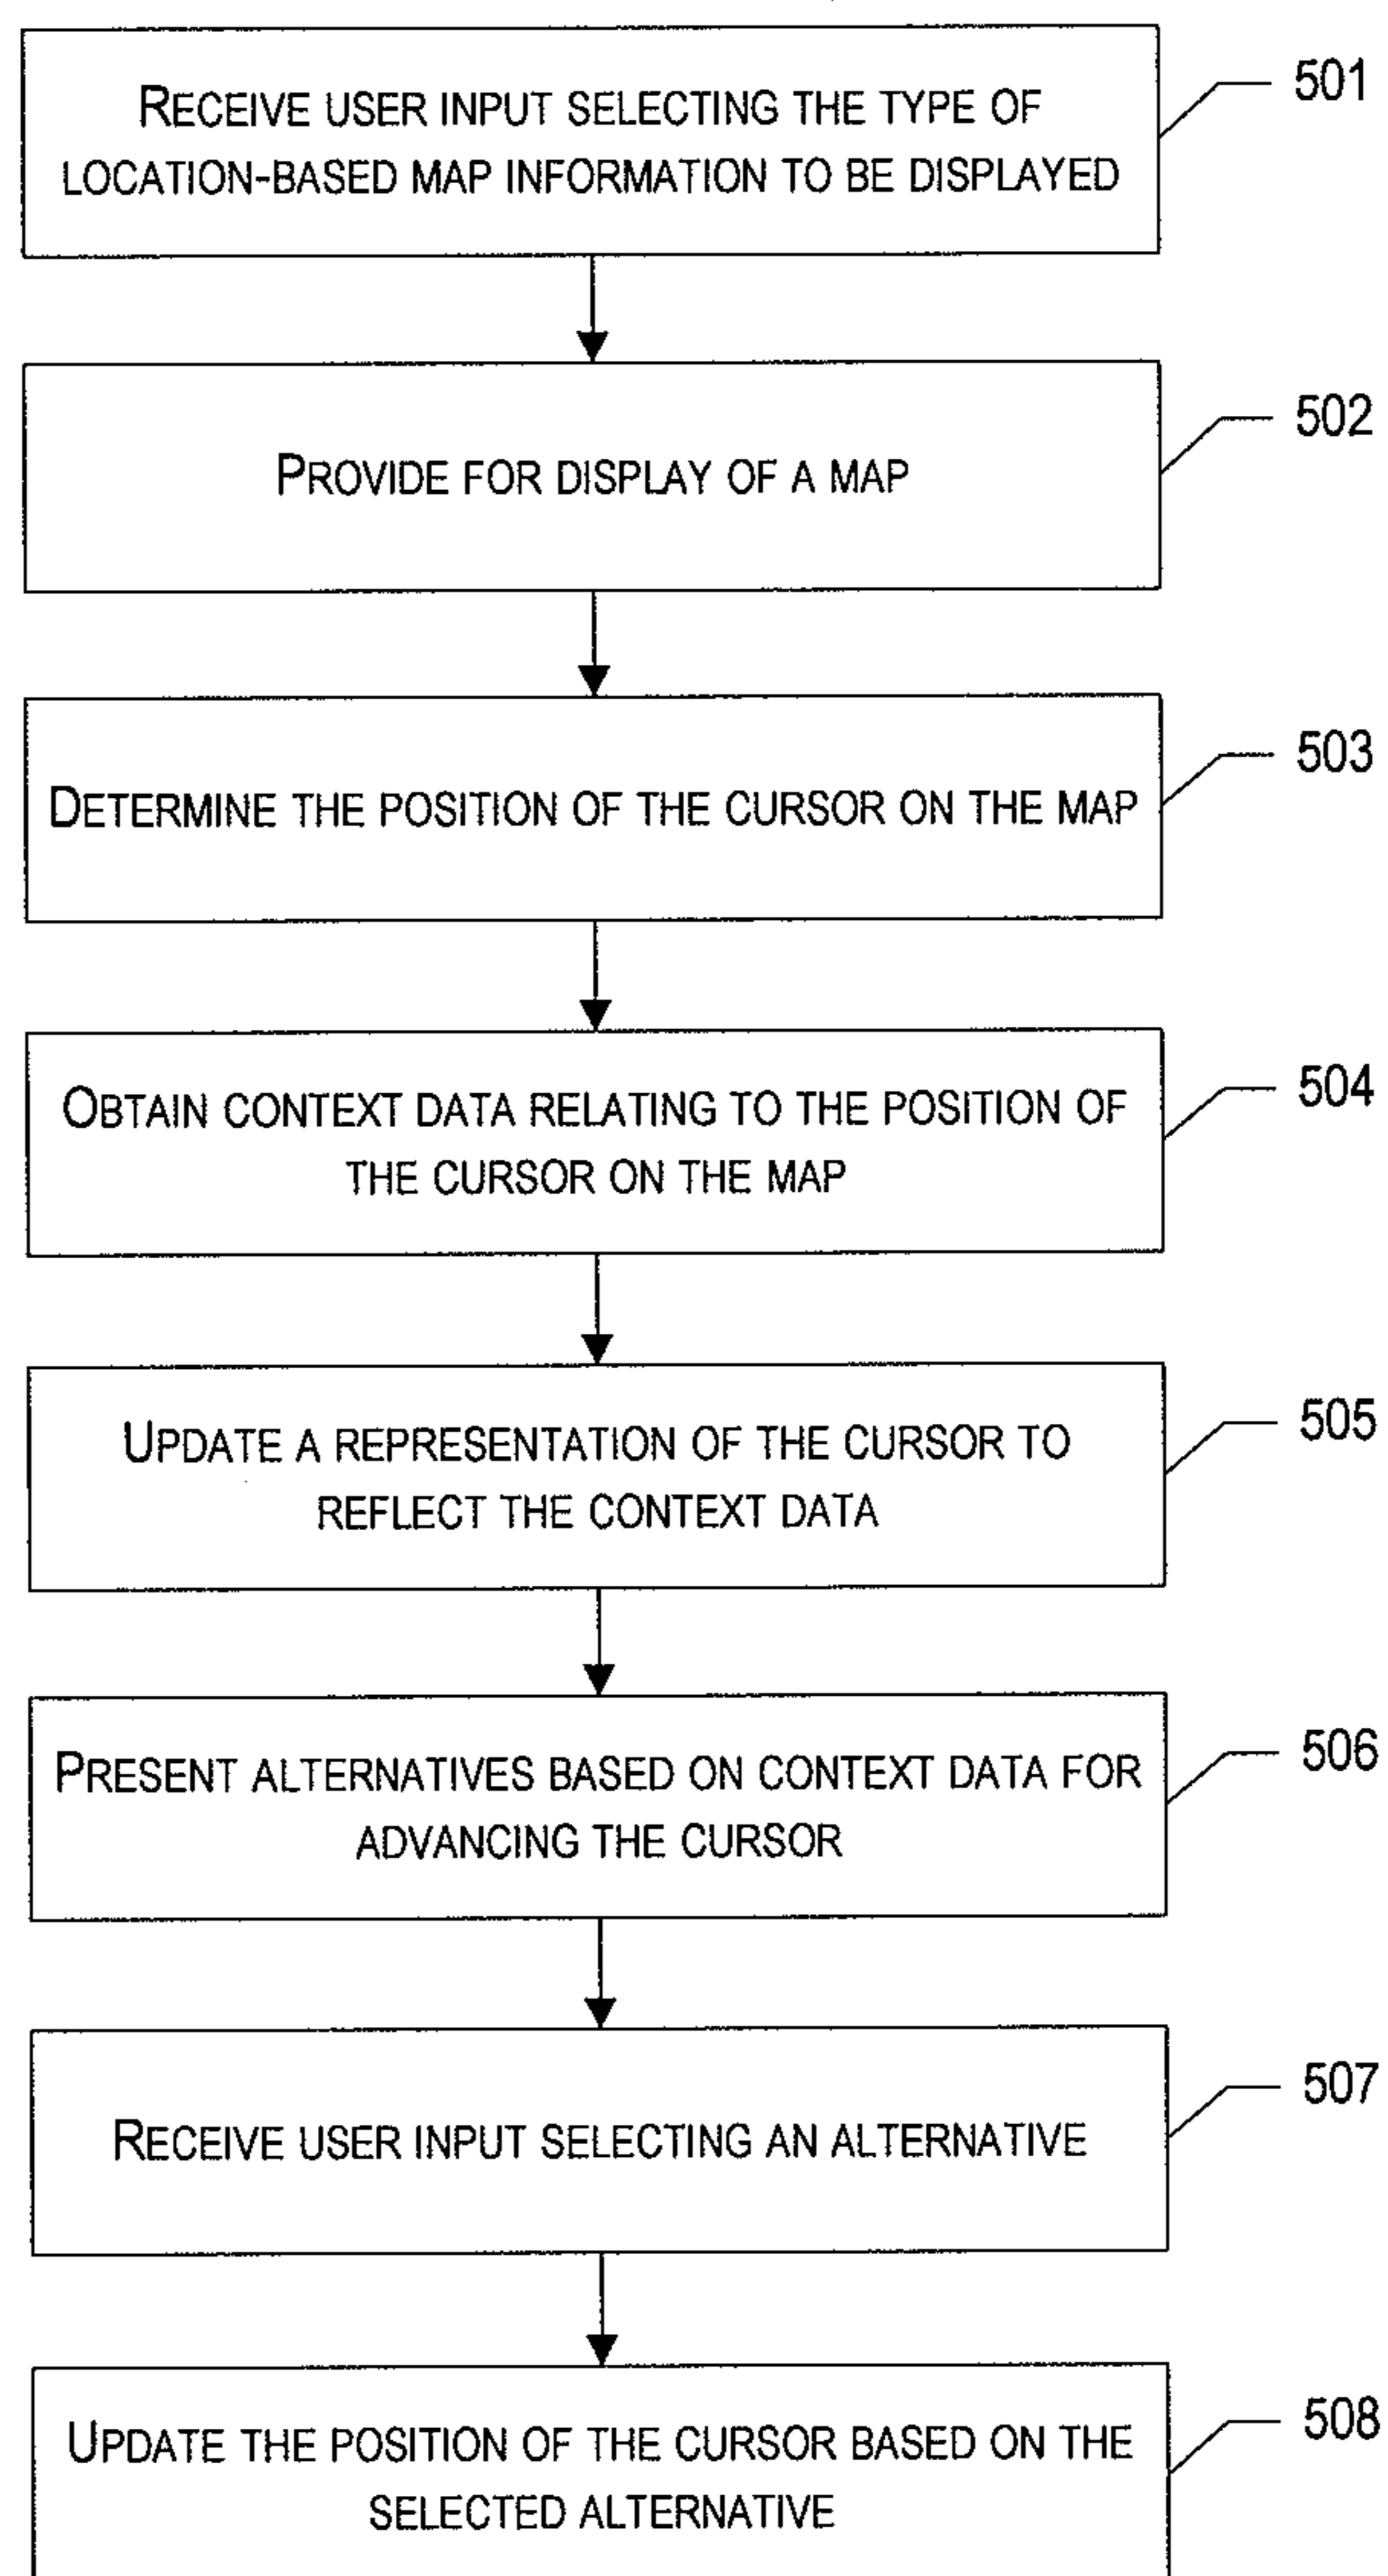 RECEIVE USER INPUT SELECTING THE TYPE OF
LOCATION-BASED MAP INFORMATION TO BE DISPLAYED
501
PROVIDE FOR DISPLAY OF A MAP
502
DETERMINE THE POSITION OF THE CURSOR ON THE MAP
503
OBTAIN CONTEXT DATA RELATING TO THE POSITION OF
THE CURSOR ON THE MAP
504
UPDATE A REPRESENTATION OF THE CURSOR TO
REFLECT THE CONTEXT DATA
505
PRESENT ALTERNATIVES BASED ON CONTEXT DATA FOR
ADVANCING THE CURSOR
506
RECEIVE USER INPUT SELECTING AN ALTERNATIVE
507
UPDATE THE POSITION OF THE CURSOR BASED ON THE
SELECTED ALTERNATIVE
508